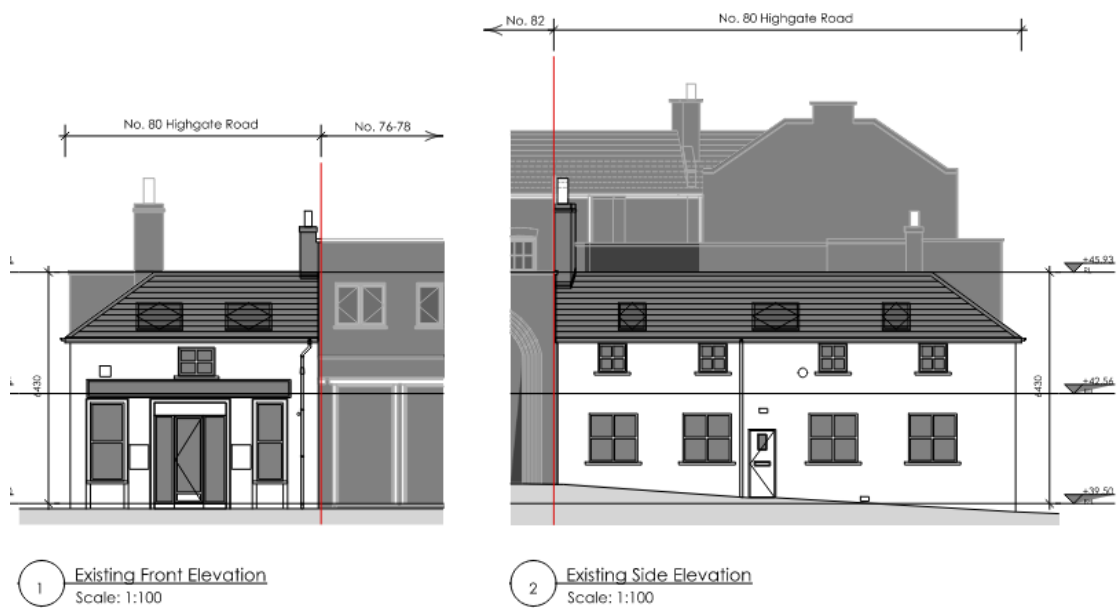 No. 80 Highgate Road
No. 76-78
6430
1
Existing Front Elevation
Scale: 1:100
No. 82
No. 80 Highgate Road
+45.93
6430
+42.56
+39.50
2
Existing Side Elevation
Scale: 1:100